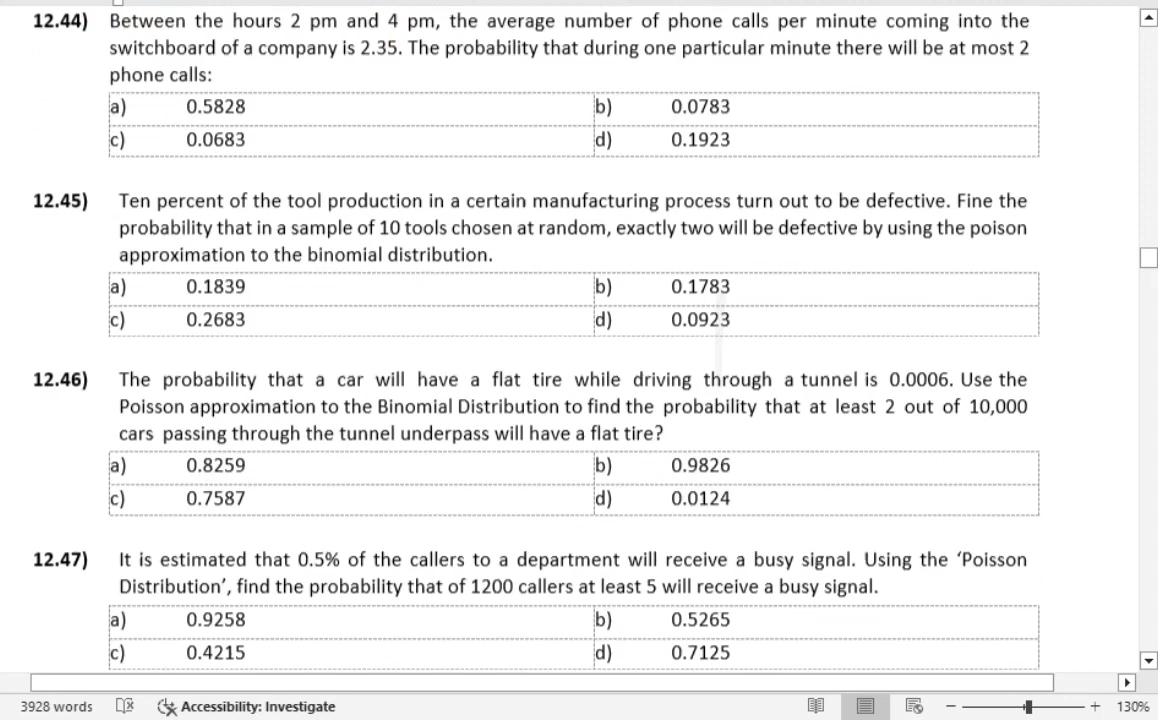 12.44) Between the hours 2 pm and 4 pm, the average number of phone calls per minute coming into the
switchboard of a company is 2.35. The probability that during one particular minute there will be at most 2
phone calls:
a) 0.5828 b) 0.0783
c) 0.0683 d) 0.1923
12.45) Ten percent of the tool production in a certain manufacturing process turn out to be defective. Fine the
probability that in a sample of 10 tools chosen at random, exactly two will be defective by using the poison
approximation to the binomial distribution.
a) 0.1839 b) 0.1783
c) 0.2683 d) 0.0923
12.46) The probability that a car will have a flat tire while driving through a tunnel is 0.0006. Use the
Poisson approximation to the Binomial Distribution to find the probability that at least 2 out of 10,000
cars passing through the tunnel underpass will have a flat tire?
a) 0.8259 b) 0.9826
c) 0.7587 d) 0.0124
12.47) It is estimated that 0.5% of the callers to a department will receive a busy signal. Using the ‘Poisson
Distribution’, find the probability that of 1200 callers at least 5 will receive a busy signal.
a) 0.9258 b) 0.5265
c) 0.4215 d) 0.7125
3928 words Accessibility: Investigate 130%